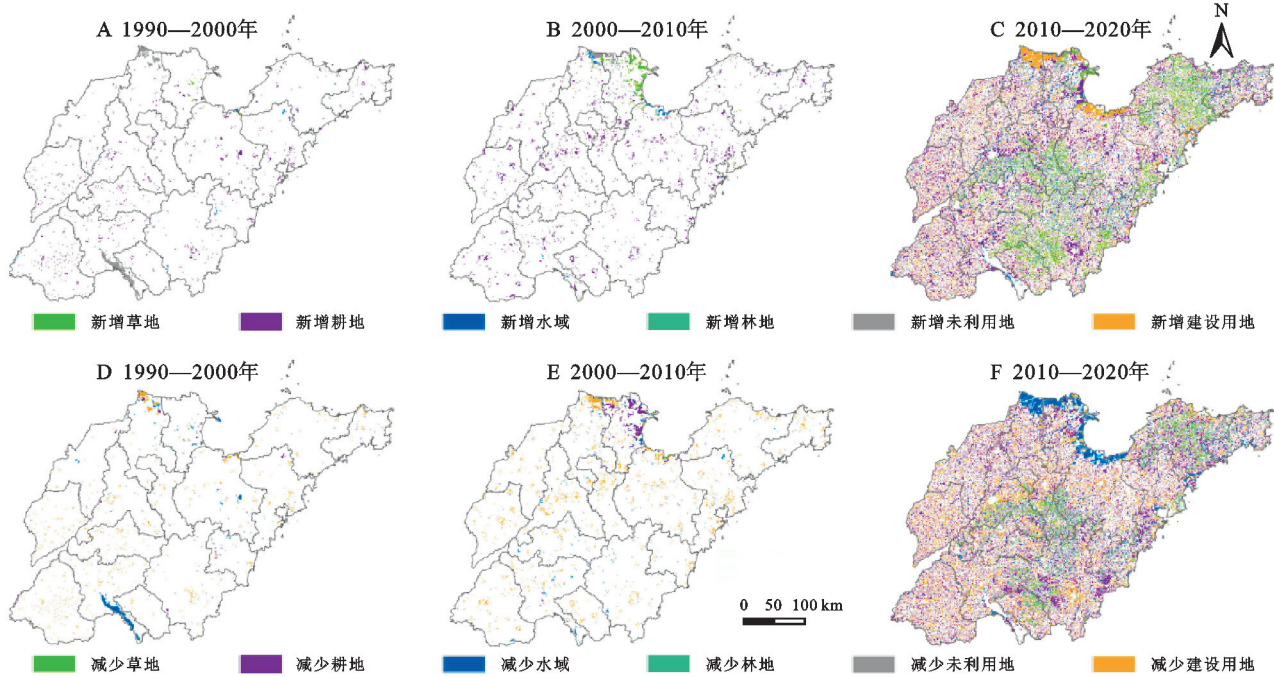 A 1990—2000年
B 2000—2010年
C 2010—2020年
N
新增草地
新增耕地
新增水域
新增林地
新增未利用地
新增建设用地
D 1990—2000年
E 2000—2010年
F 2010—2020年
0 50 100 km
减少草地
减少耕地
减少水域
减少林地
减少未利用地
减少建设用地